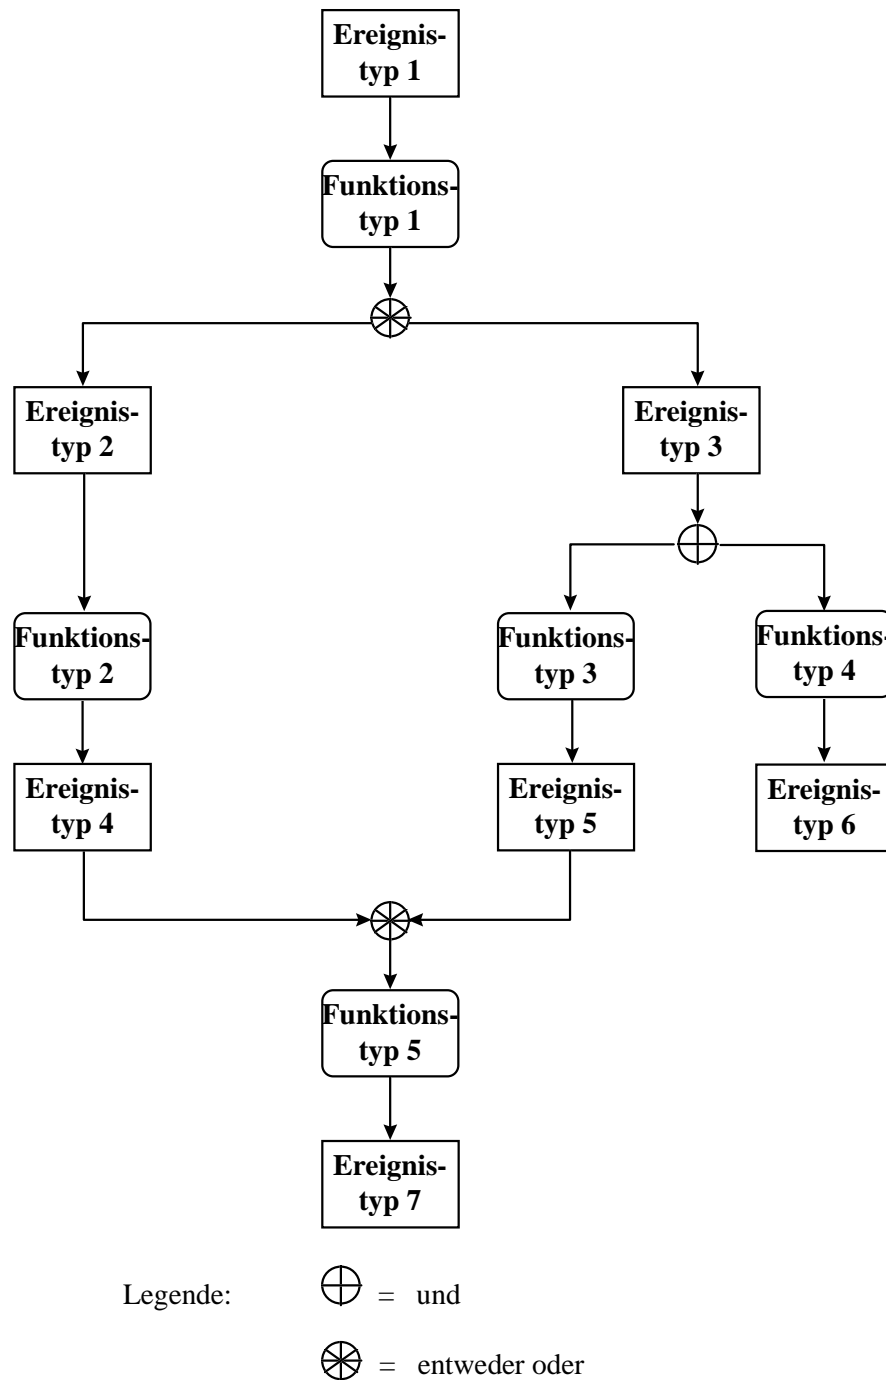 Ereignis-
typ 1
Funktions-
typ 1
Ereignis-
typ 2
Ereignis-
typ 3
Funktions-
typ 2
Funktions-
typ 3
Funktions-
typ 4
Ereignis-
typ 4
Ereignis-
typ 5
Ereignis-
typ 6
Funktions-
typ 5
Ereignis-
typ 7
Legende:
= und
= entweder oder